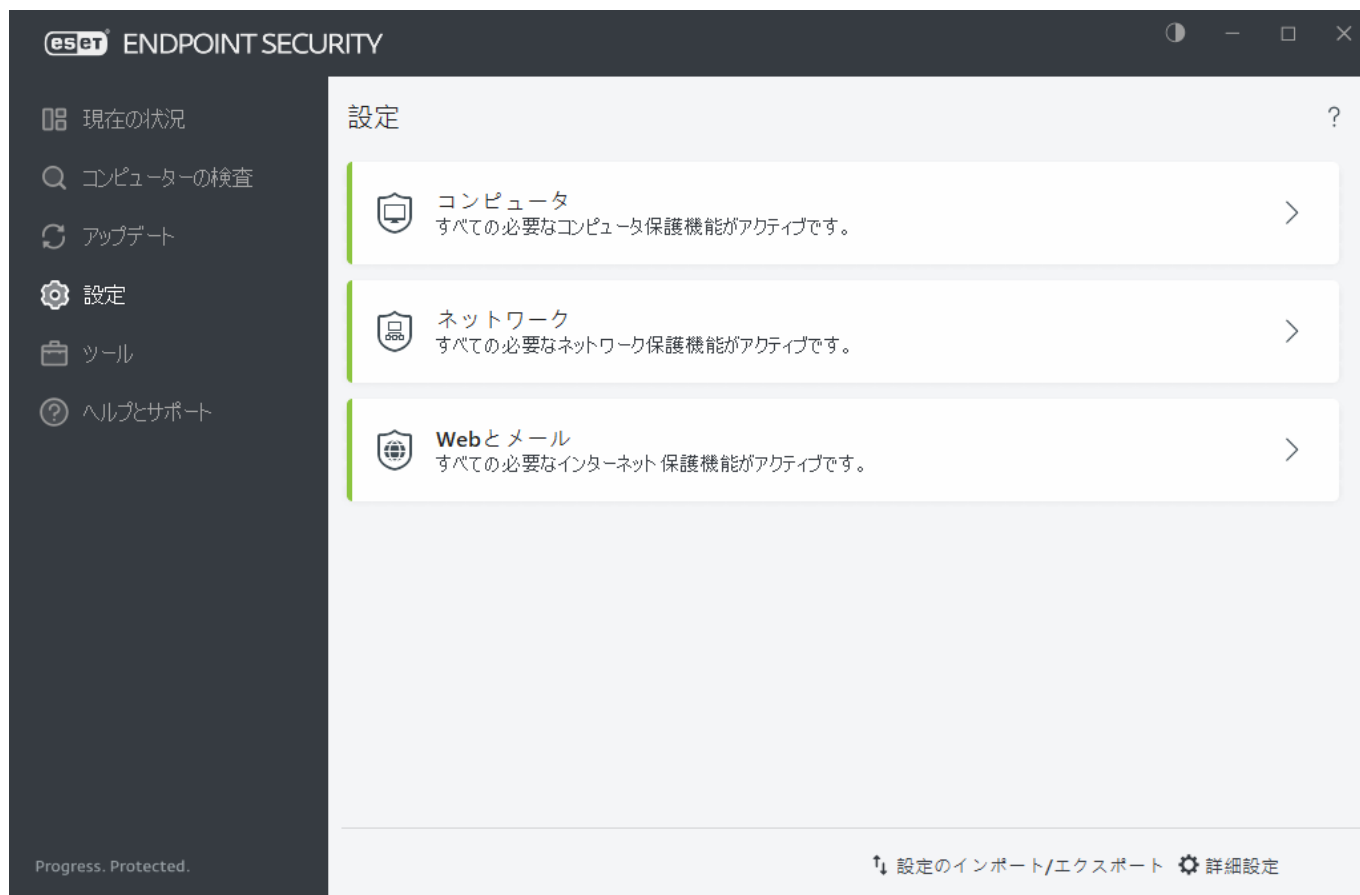 eset ENDPOINT SECURITY
現在の状況
コンピューターの検査
アップデート
設定
ツール
ヘルプとサポート
Progress. Protected.
設定
?
コンピュータ
すべての必要なコンピュータ保護機能がアクティブです。
ネットワーク
すべての必要なネットワーク保護機能がアクティブです。
Webとメール
すべての必要なインターネット保護機能がアクティブです。
設定のインポート/エクスポート 詳細設定